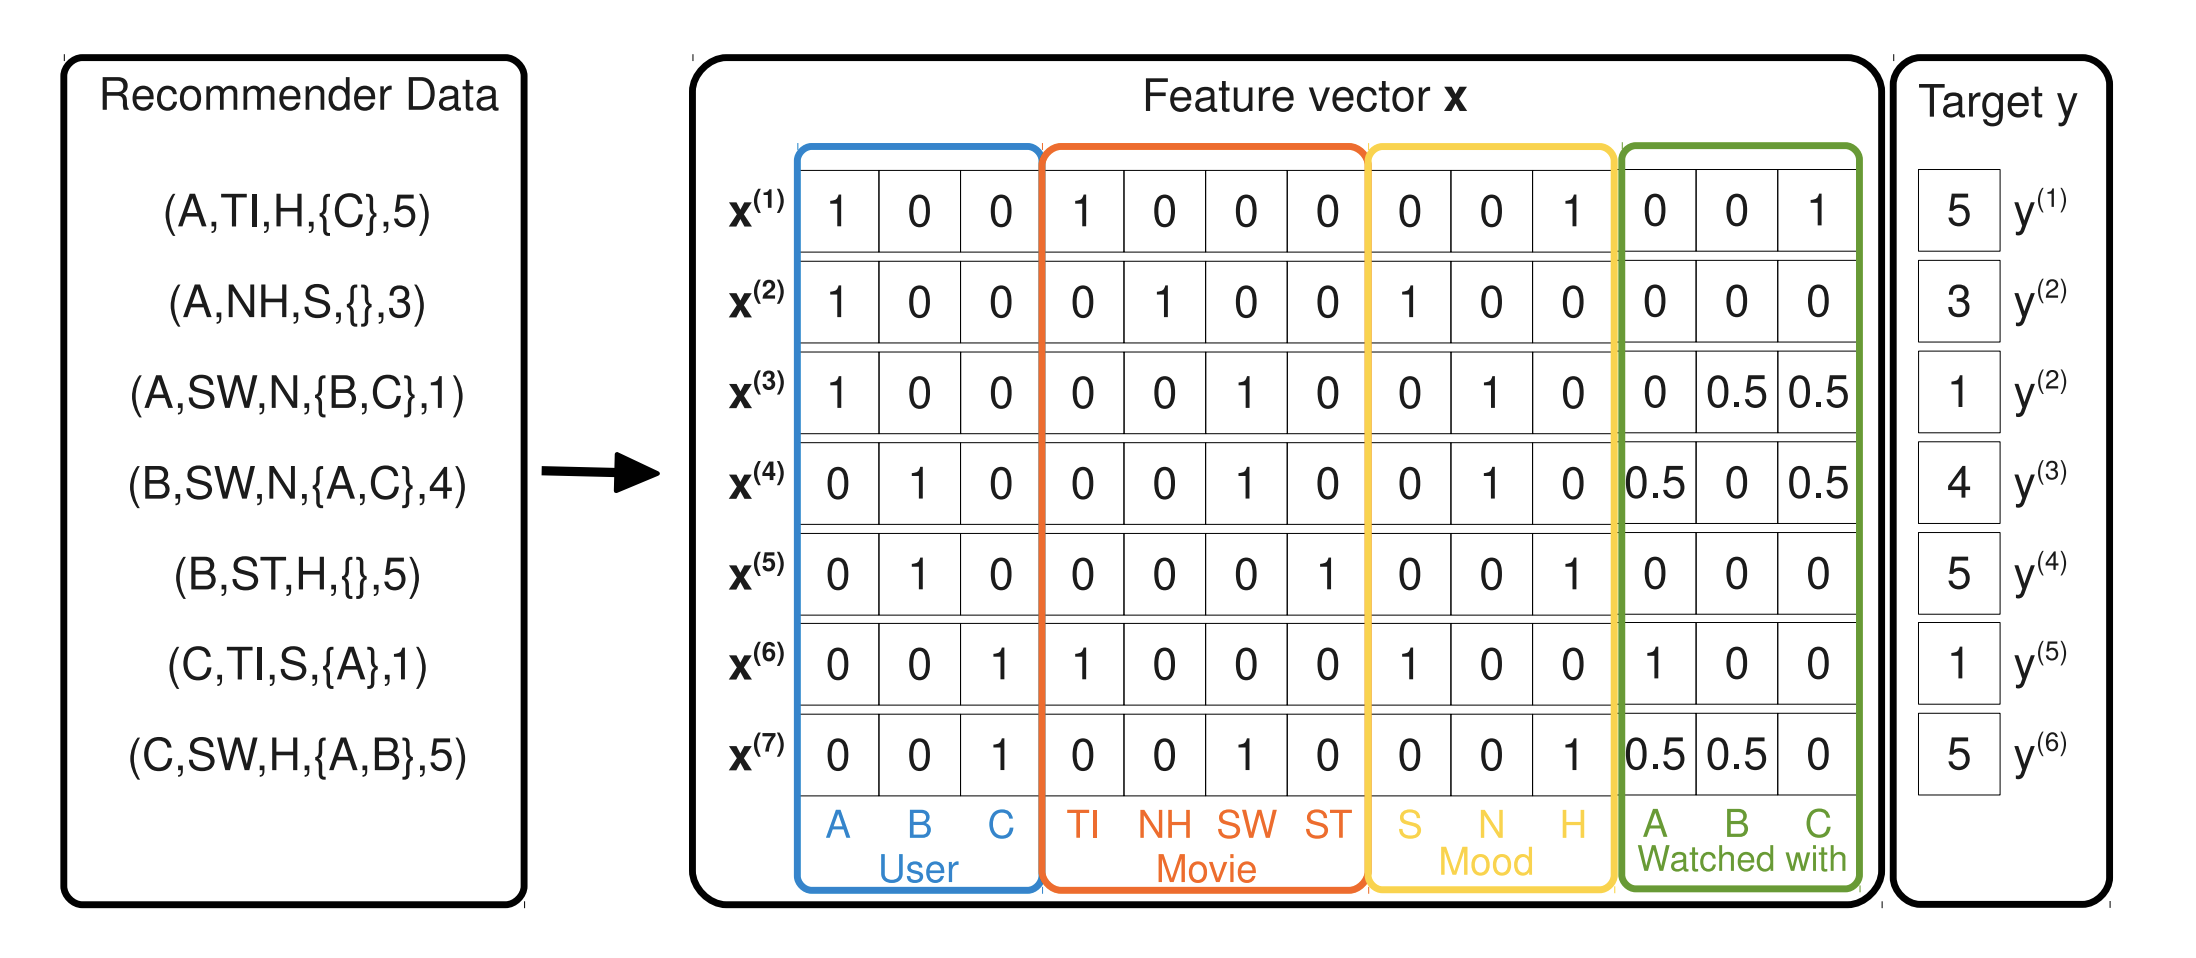 Recommender Data
(A,TI,H,{C},5)
(A,NH,S,{},3)
(A,SW,N,{B,C},1)
(B,SW,N,{A,C},4)
(B,ST,H,{},5)
(C,TI,S,{A},1)
(C,SW,H,{A,B},5)
Feature vector x
x(1) 1 0 0 1 0 0 0 0 0 1 0 0 1
x(2) 1 0 0 0 1 0 0 1 0 0 0 0 0
x(3) 1 0 0 0 0 1 0 0 1 0 0 0.5 0.5
x(4) 0 1 0 0 0 1 0 0 1 0 0.5 0 0.5
x(5) 0 1 0 0 0 0 1 0 0 1 0 0 0
x(6) 0 0 1 1 0 0 0 1 0 0 1 0 0
x(7) 0 0 1 0 0 1 0 0 0 1 0.5 0.5 0
A B C TI NH SW ST S N H A B C
User Movie Mood Watched with
Target y
5 y(1)
3 y(2)
1 y(2)
4 y(3)
5 y(4)
1 y(5)
5 y(6)